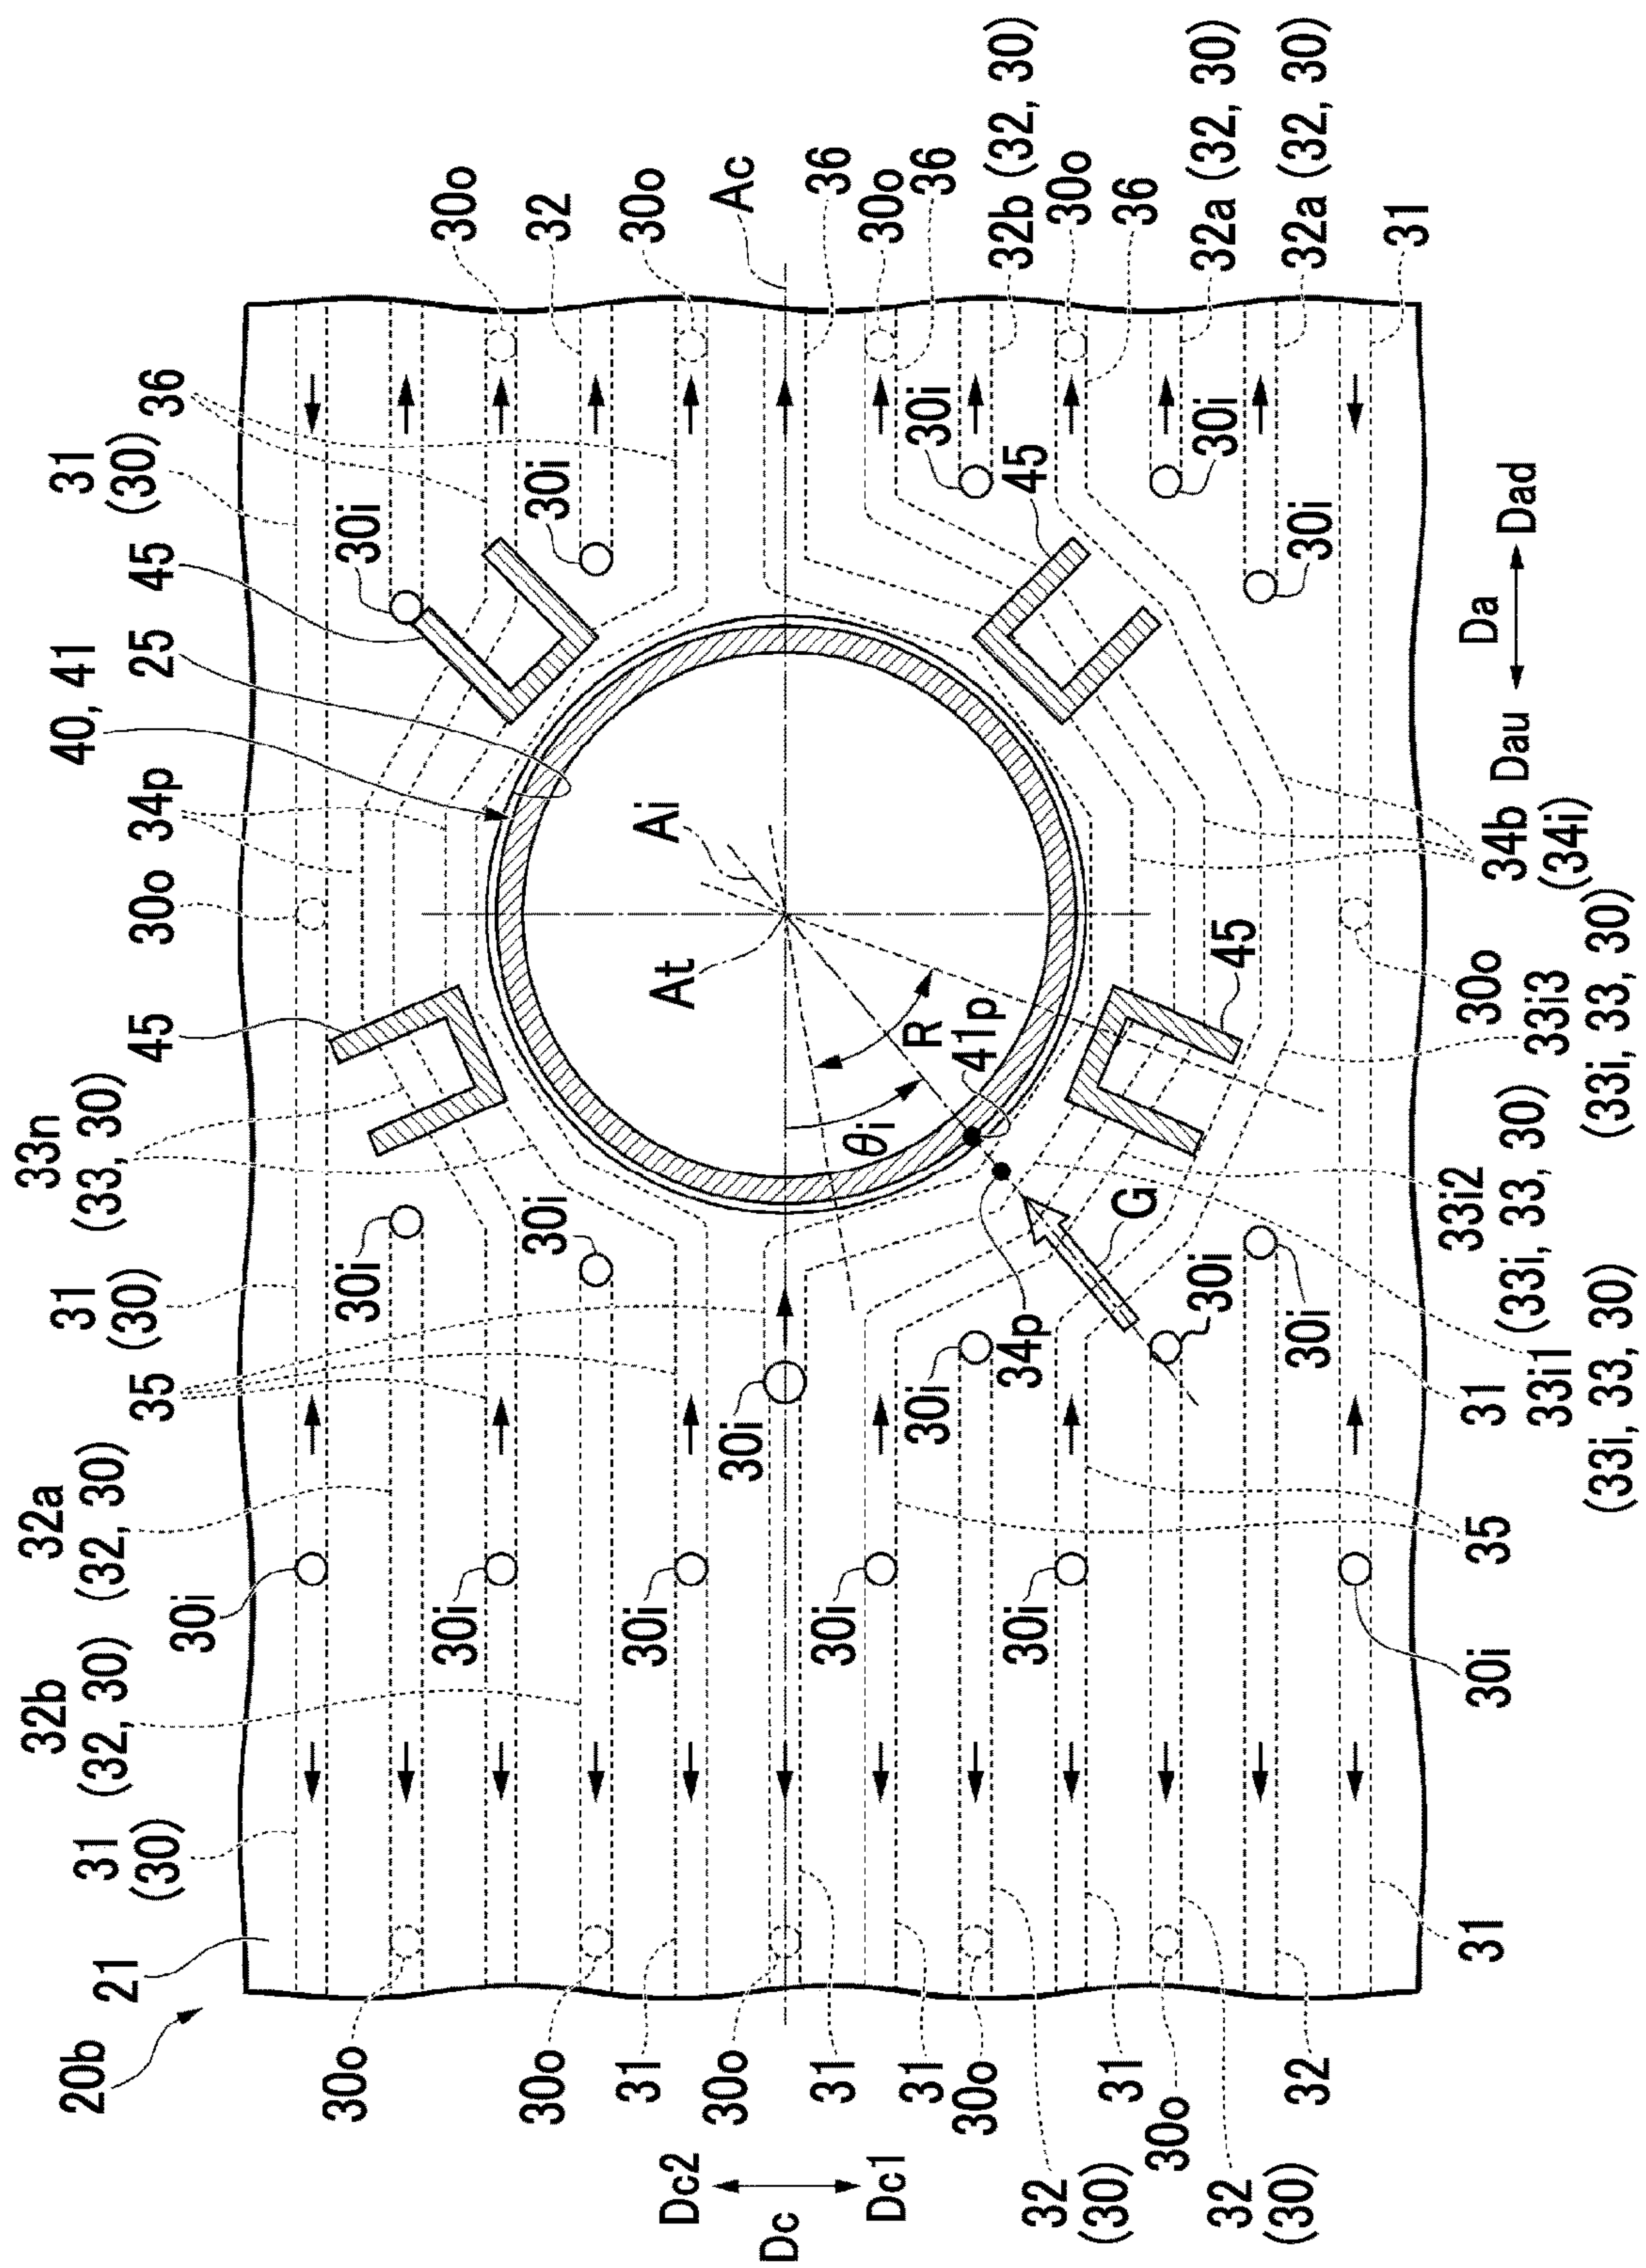 30o
32
30o
Ac
36
30o
36
32b (32, 30)
30o
36
32a (32, 30)
32a (32, 30)
31
36
31
(30)
45
25
40, 41
34p
30o
45
33n
(33, 30)
31
(30)
35
32a
(32, 30)
30i
32b
(32, 30)
31
(30)
21
20b
30i
30i
30i
45
30i
30i
Ai
At
R
41p
θi
30i
30i
30i
30i
34p
G
30i
30i
30i
30i
30i
30i
45
Da
Dau
Dad
34b
(34i)
30o
33i3
(33i, 33, 30)
33i2
(33i, 33, 30)
31
33i1
(33i, 33, 30)
35
30i
31
30o
30o
31
30o
31
31
30o
32
(30)
31
30o
32
(30)
32
Dc2
Dc
Dc1